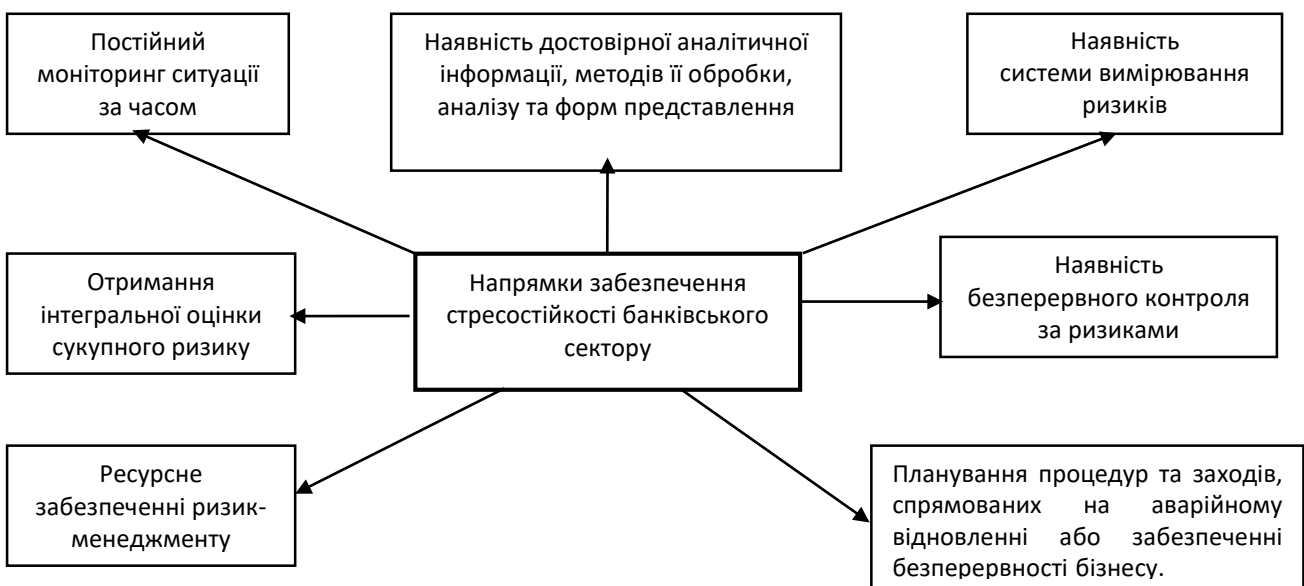 Постійний
моніторинг ситуації
за часом
Наявність достовірної аналітичної
інформації, методів її обробки,
аналізу та форм представлення
Наявність
системи вимірювання
ризиків
Отримання
інтегральної оцінки
сукупного ризику
Напрямки забезпечення
стресостійкості банківського
сектору
Наявність
безперервного контроля
за ризиками
Ресурсне
забезпеченні ризик-
менеджменту
Планування процедур та заходів,
спрямованих на аварійному
відновленні або забезпеченні
безперервності бізнесу.